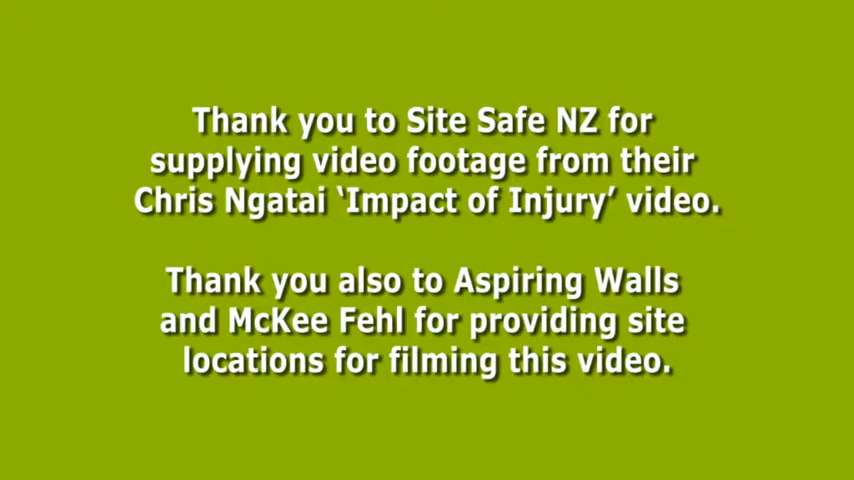 Thank you to Site Safe NZ for
supplying video footage from their
Chris Ngatai ‘Impact of Injury’ video.
Thank you also to Aspiring Walls
and McKee Fehl for providing site
locations for filming this video.